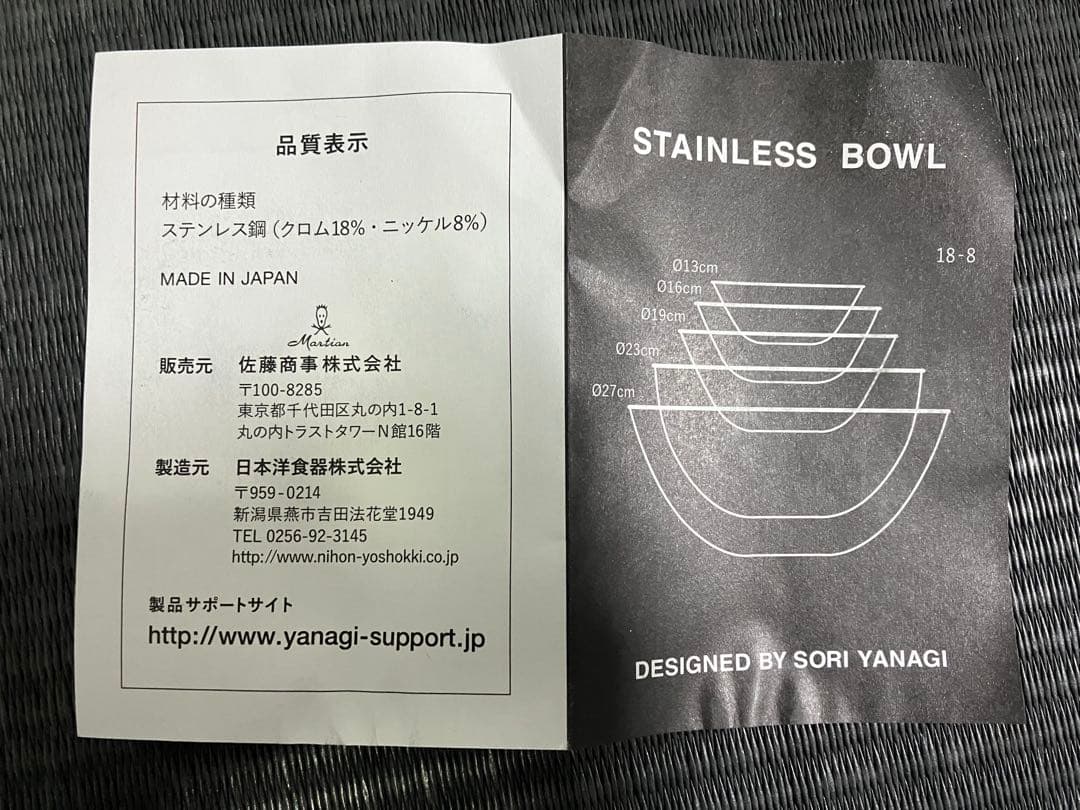 品質表示
材料の種類
ステンレス鋼（クロム18%・ニッケル8%）
MADE IN JAPAN
Martian
販売元 佐藤商事株式会社
〒100-8285
東京都千代田区丸の内1-8-1
丸の内トラストタワーN館16階
製造元 日本洋食器株式会社
〒959-0214
新潟県燕市吉田法花堂1949
TEL 0256-92-3145
http://www.nihon-yoshokki.co.jp
製品サポートサイト
http://www.yanagi-support.jp
STAINLESS BOWL
18-8
Ø13cm
Ø16cm
Ø19cm
Ø23cm
Ø27cm
DESIGNED BY SORI YANAGI